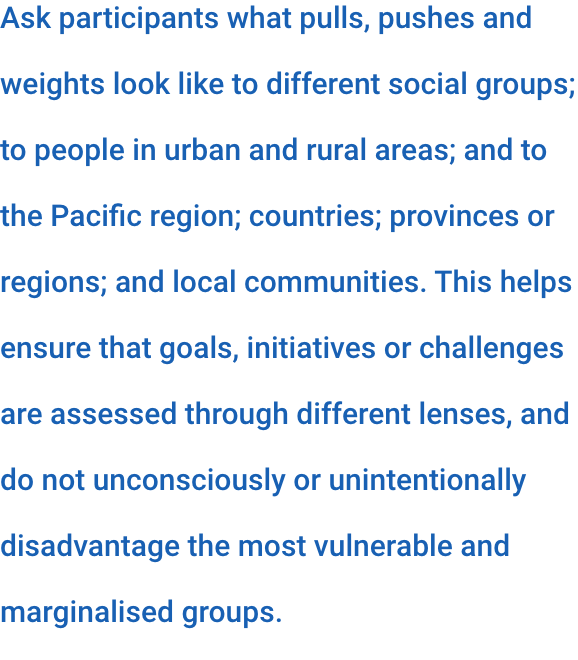 Ask participants what pulls, pushes and
weights look like to different social groups;
to people in urban and rural areas; and to
the Pacific region; countries; provinces or
regions; and local communities. This helps
ensure that goals, initiatives or challenges
are assessed through different lenses, and
do not unconsciously or unintentionally
disadvantage the most vulnerable and
marginalised groups.